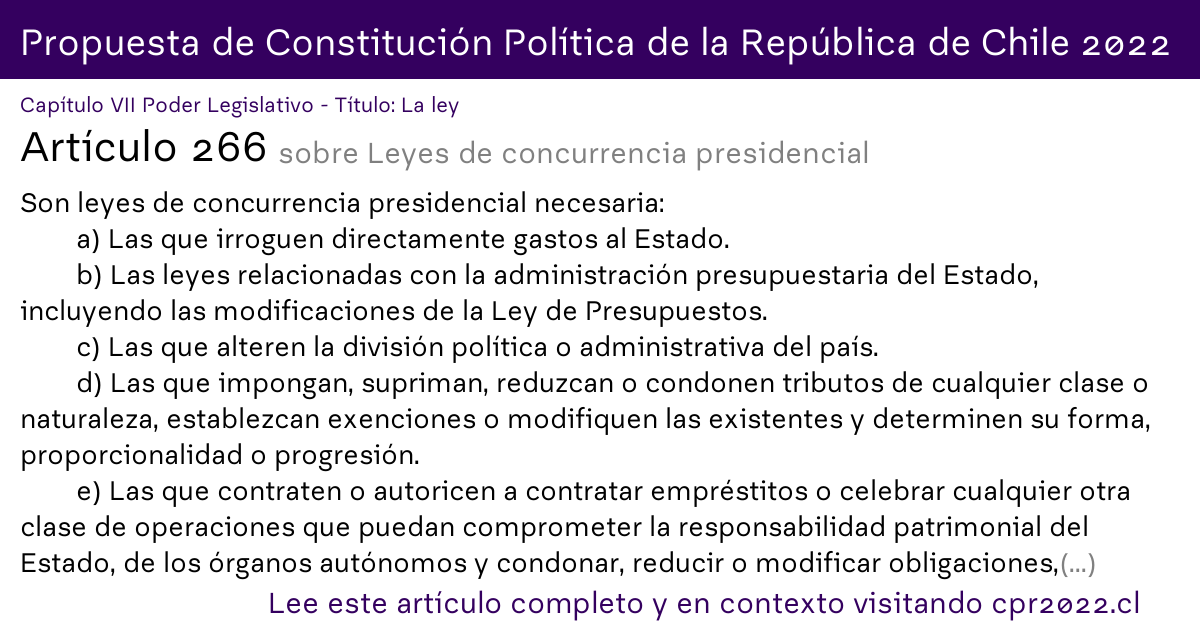 Propuesta de Constitución Política de la República de Chile 2022
Capítulo VII Poder Legislativo - Título: La ley
Artículo 266 sobre Leyes de concurrencia presidencial
Son leyes de concurrencia presidencial necesaria:
a) Las que irroguen directamente gastos al Estado.
b) Las leyes relacionadas con la administración presupuestaria del Estado,
incluyendo las modificaciones de la Ley de Presupuestos.
c) Las que alteren la división política o administrativa del país.
d) Las que impongan, supriman, reduzcan o condonen tributos de cualquier clase o
naturaleza, establezcan exenciones o modifiquen las existentes y determinen su forma,
proporcionalidad o progresión.
e) Las que contraten o autoricen a contratar empréstitos o celebrar cualquier otra
clase de operaciones que puedan comprometer la responsabilidad patrimonial del
Estado, de los órganos autónomos y condonar, reducir o modificar obligaciones,(...)
Lee este artículo completo y en contexto visitando cpr2022.cl